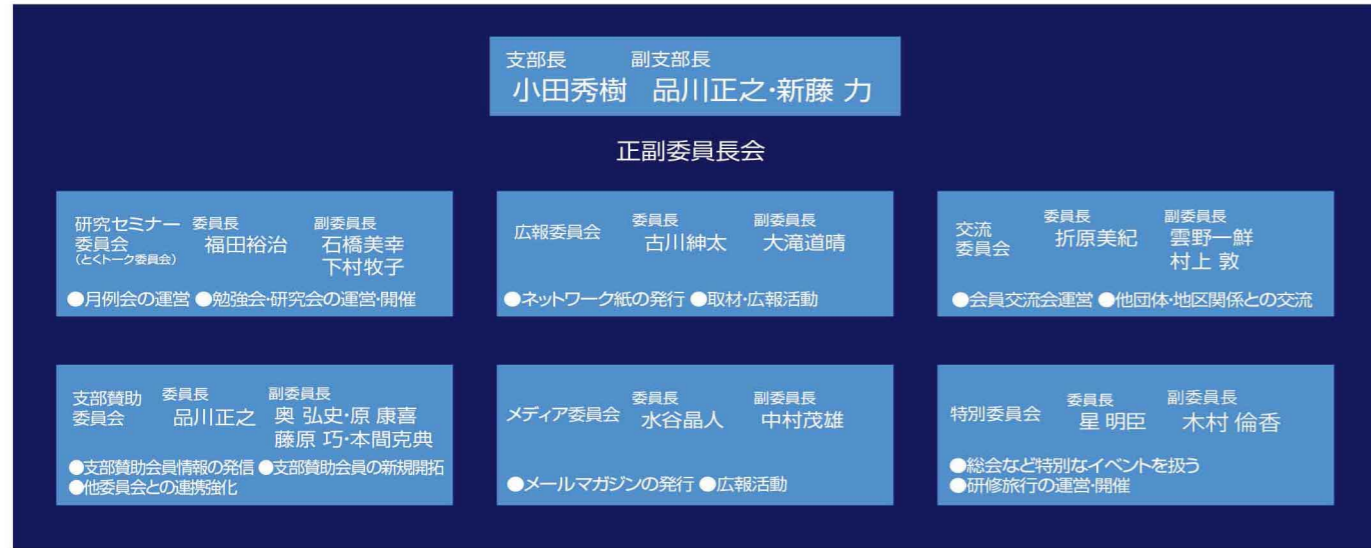 支部長 副支部長
小田秀樹 品川正之・新藤 力
正副委員長会
研究セミナー 委員長 副委員長
委員会 福田裕治 石橋美幸
(とくトーク委員会) 下村牧子
●月例会の運営 ●勉強会・研究会の運営・開催
広報委員会 委員長 副委員長
古川紳太 大滝道晴
●ネットワーク紙の発行 ●取材・広報活動
交流 委員長 副委員長
委員会 折原美紀 雲野一鮮
村上 敦
●会員交流会運営 ●他団体・地区関係との交流
支部賛助 委員長 副委員長
委員会 品川正之 奥 弘史・原 康喜
藤原 巧・本間克典
●支部賛助会員情報の発信 ●支部賛助会員の新規開拓
●他委員会との連携強化
メディア委員会 委員長 副委員長
水谷晶人 中村茂雄
●メールマガジンの発行 ●広報活動
特別委員会 委員長 副委員長
星 明臣 木村 倫香
●総会など特別なイベントを扱う
●研修旅行の運営・開催